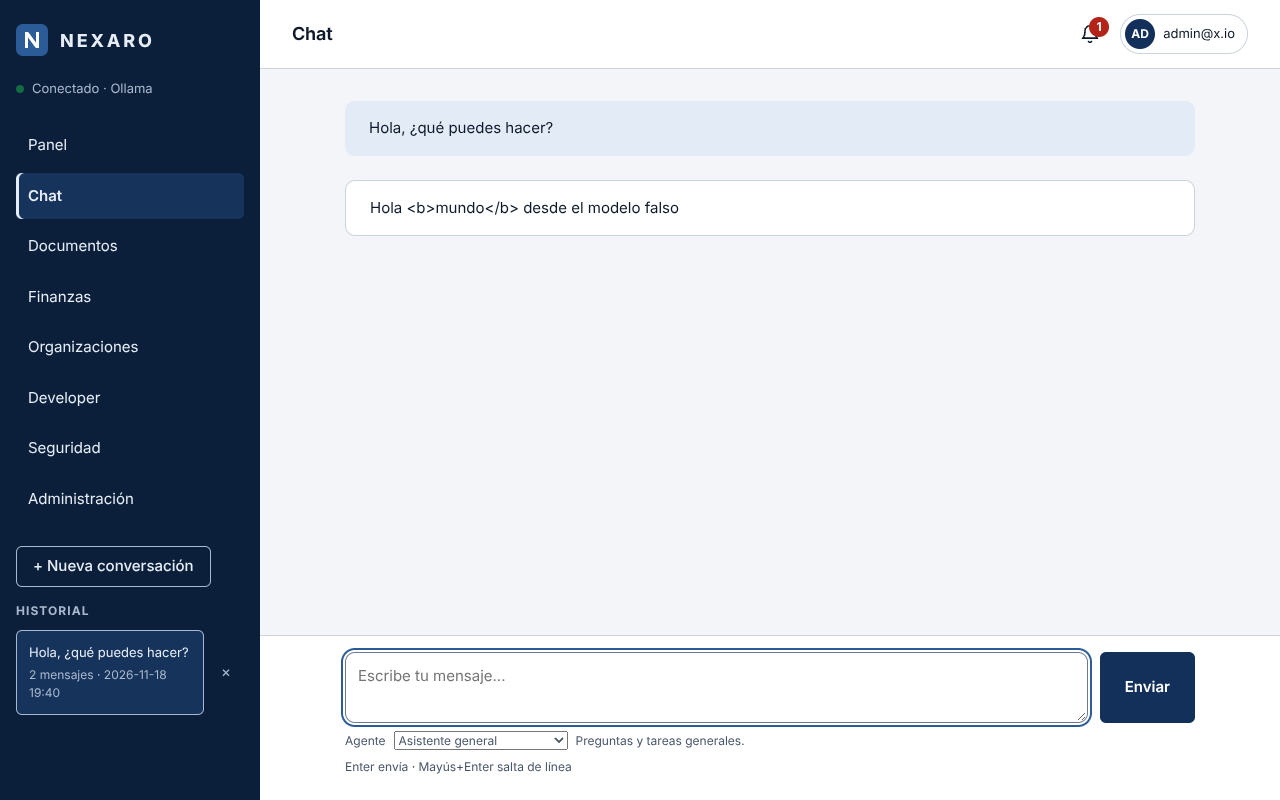 N NEXARO
Conectado · Ollama
Panel
Chat
Documentos
Finanzas
Organizaciones
Developer
Seguridad
Administración
+ Nueva conversación
HISTORIAL
Hola, ¿qué puedes hacer?
2 mensajes · 2026-11-18
19:40
×
Chat
1
AD admin@x.io
Hola, ¿qué puedes hacer?
Hola <b>mundo</b> desde el modelo falso
Escribe tu mensaje...
Enviar
Agente Asistente general Preguntas y tareas generales.
Enter envía · Mayús+Enter salta de línea